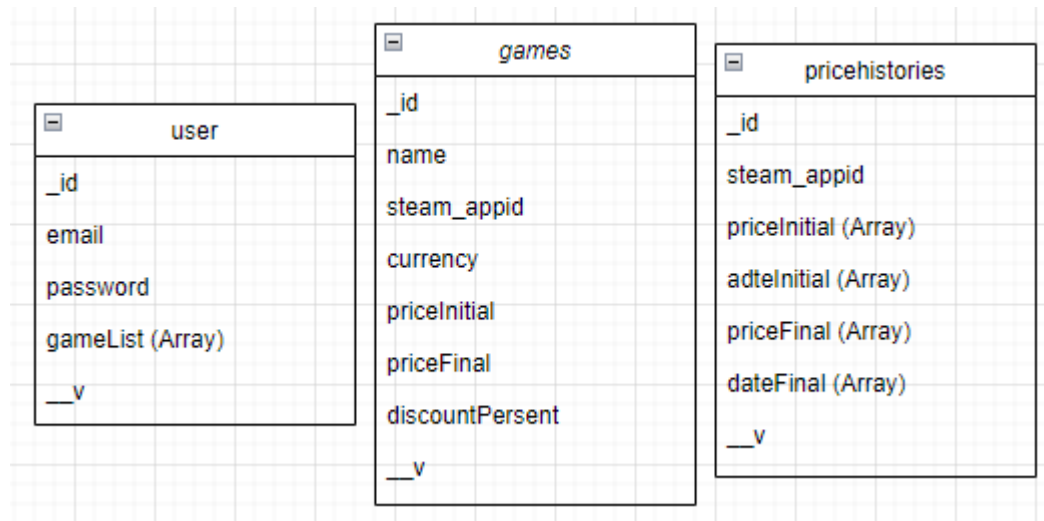 user
_id
email
password
gameList (Array)
__v
games
_id
name
steam_appid
currency
priceInitial
priceFinal
discountPersent
__v
pricehistories
_id
steam_appid
priceInitial (Array)
adteInitial (Array)
priceFinal (Array)
dateFinal (Array)
__v